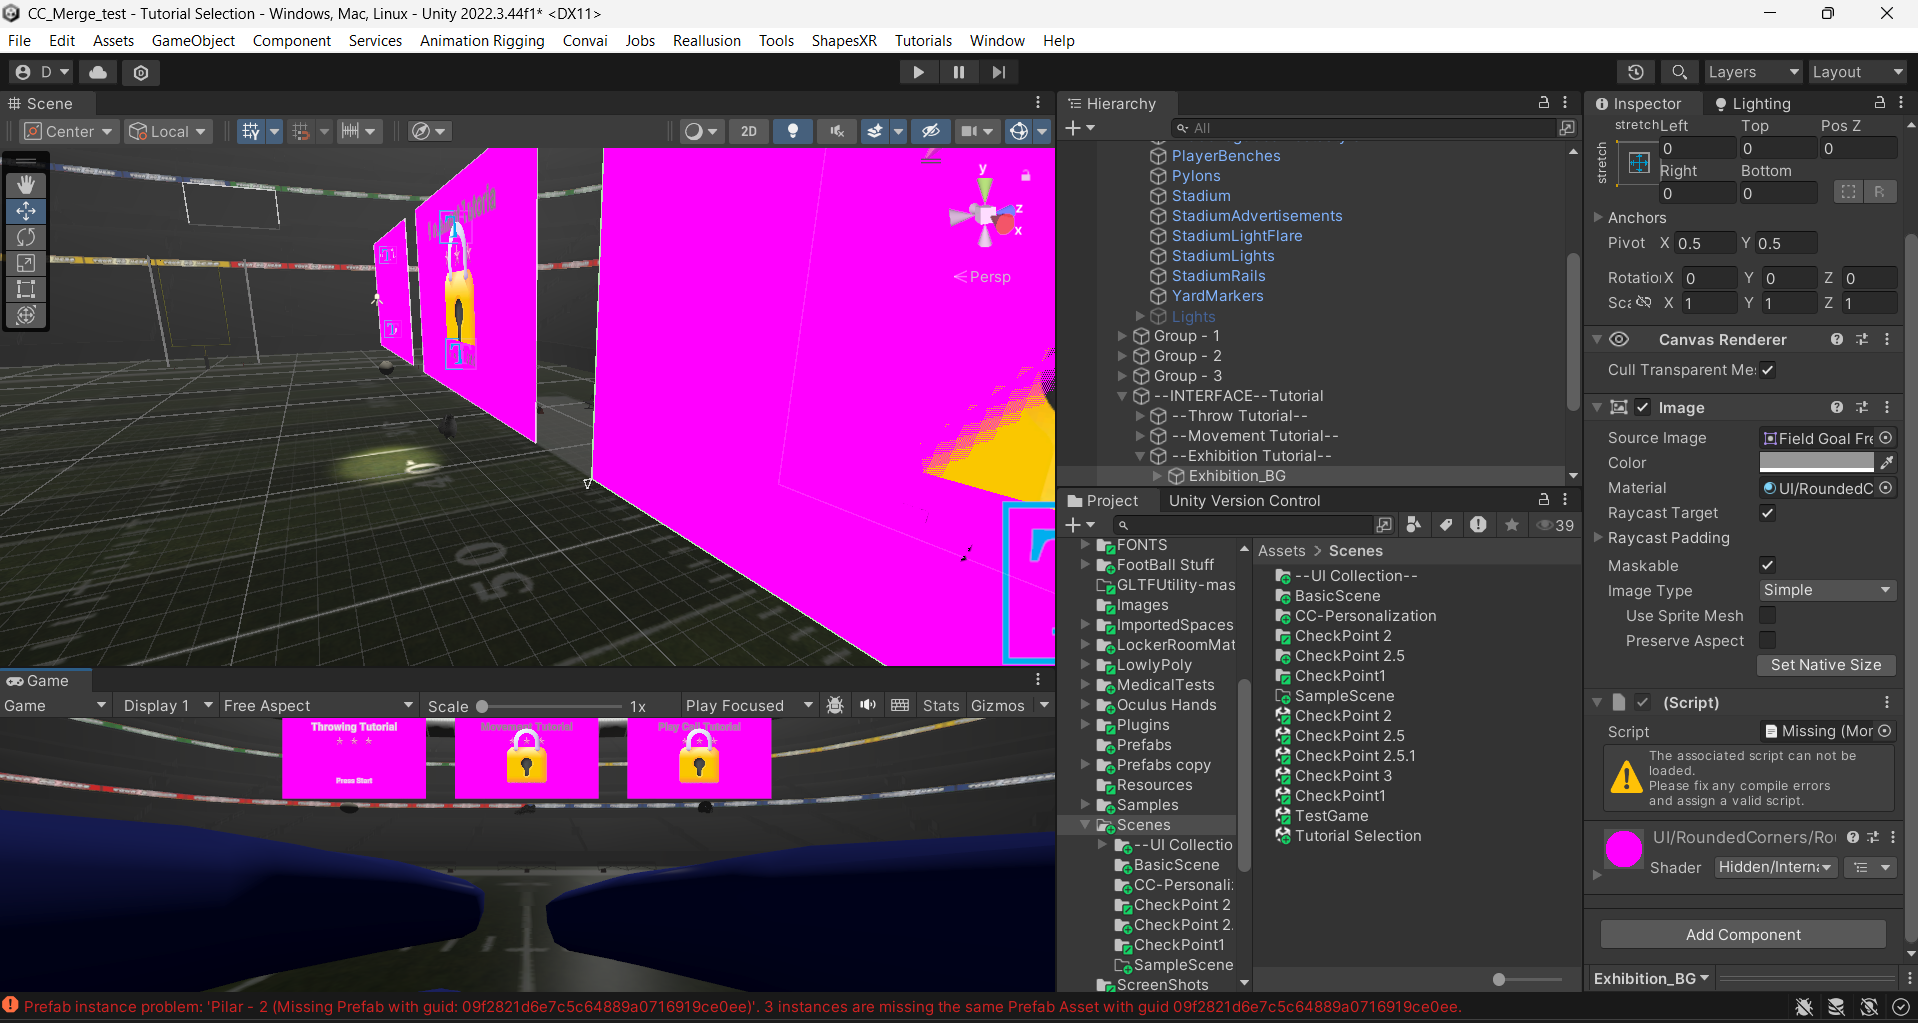 CC_Merge_test - Tutorial Selection - Windows, Mac, Linux - Unity 2022.3.44f1* <DX11>
File Edit Assets GameObject Component Services Animation Rigging Convai Jobs Reallusion Tools ShapesXR Tutorials Window Help
D
Layers
Layout
Scene
Center
Local
2D
y
z
x
Persp
Game
Game
Display 1
Free Aspect
Scale
1x
Play Focused
Stats
Gizmos
Throwing Tutorial
Movement Tutorial
Play Call Tutorial
* * *
Press Start
50
Hierarchy
All
PlayerBenches
Pylons
Stadium
StadiumAdvertisements
StadiumLightFlare
StadiumLights
StadiumRails
YardMarkers
Lights
Group - 1
Group - 2
Group - 3
--INTERFACE--Tutorial
--Throw Tutorial--
--Movement Tutorial--
--Exhibition Tutorial--
Exhibition_BG
Project
Unity Version Control
39
FONTS
FootBall Stuff
GLTFUtility-mas
Images
ImportedSpaces
LockerRoomMat
LowlyPoly
MedicalTests
Oculus Hands
Plugins
Prefabs
Prefabs copy
Resources
Samples
Scenes
--UI Collectio
BasicScene
CC-Personali
CheckPoint 2
CheckPoint 2.
CheckPoint1
SampleScene
ScreenShots
Assets > Scenes
--UI Collection--
BasicScene
CC-Personalization
CheckPoint 2
CheckPoint 2.5
CheckPoint1
SampleScene
CheckPoint 2
CheckPoint 2.5
CheckPoint 2.5.1
CheckPoint 3
CheckPoint1
TestGame
Tutorial Selection
Inspector
Lighting
stretch
Left Top Pos Z
stretch
0 0 0
Right Bottom
0 0
R
Anchors
Pivot X 0.5 Y 0.5
Rotatio X 0 Y 0 Z 0
Sca X 1 Y 1 Z 1
Canvas Renderer
Cull Transparent Me
Image
Source Image Field Goal Fre
Color
Material UI/RoundedC
Raycast Target
Raycast Padding
Maskable
Image Type Simple
Use Sprite Mesh
Preserve Aspect
Set Native Size
(Script)
Script Missing (Mor
The associated script can not be
loaded.
Please fix any compile errors
and assign a valid script.
UI/RoundedCorners/Ro
Shader Hidden/Interna
Add Component
Exhibition_BG
Prefab instance problem: 'Pilar - 2 (Missing Prefab with guid: 09f2821d6e7c5c64889a0716919ce0ee)'. 3 instances are missing the same Prefab Asset with guid 09f2821d6e7c5c64889a0716919ce0ee.